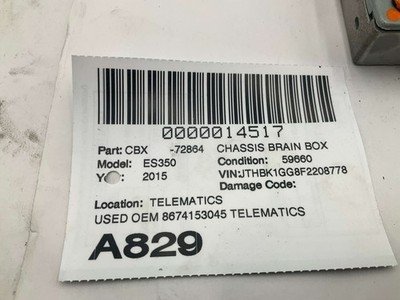 0000014517
Part: CBX -72864 CHASSIS BRAIN BOX
Model: ES350 Condition: 59660
2015 VIN:JTHBK1GG8F2208778
Damage Code:
Location: TELEMATICS
USED OEM 8674153045 TELEMATICS
A829